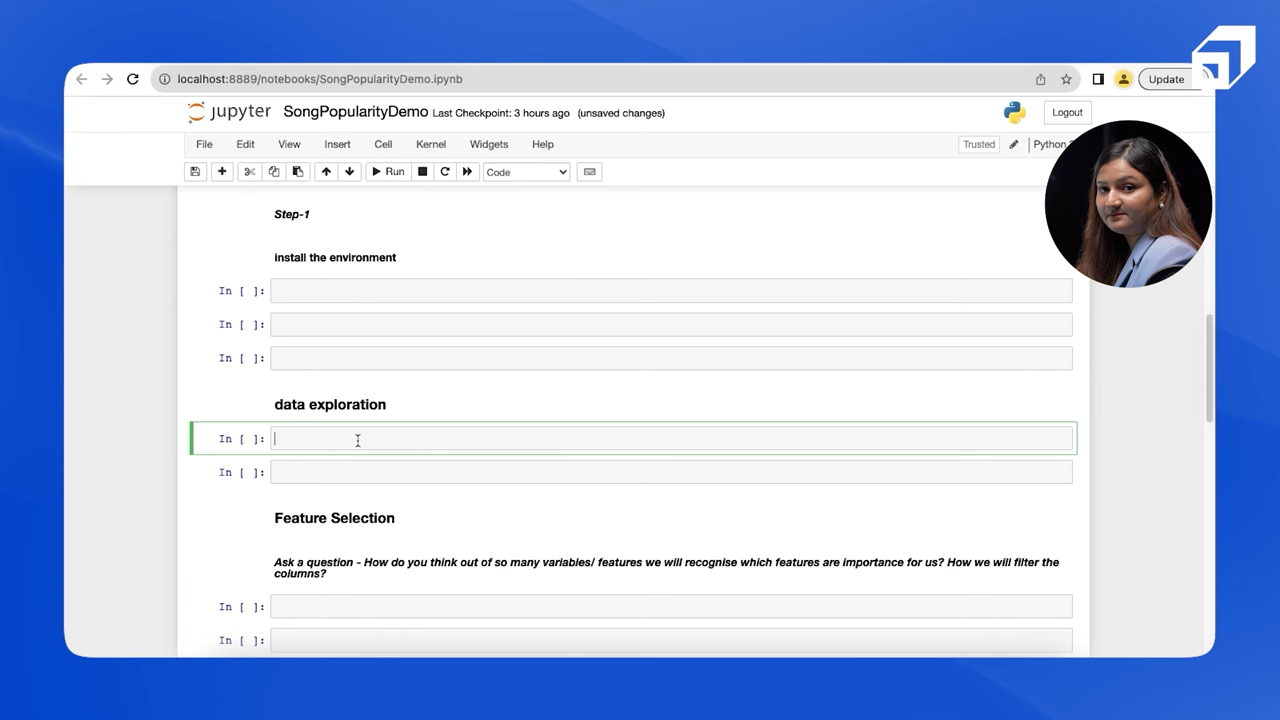 localhost:8889/notebooks/SongPopularityDemo.ipynb
Update
jupyter SongPopularityDemo Last Checkpoint: 3 hours ago (unsaved changes)
Logout
File Edit View Insert Cell Kernel Widgets Help
Trusted
Python
Run
Code
Step-1
install the environment
In [ ]:
In [ ]:
In [ ]:
data exploration
In [ ]:
In [ ]:
Feature Selection
Ask a question - How do you think out of so many variables/ features we will recognise which features are importance for us? How we will filter the
columns?
In [ ]:
In [ ]: